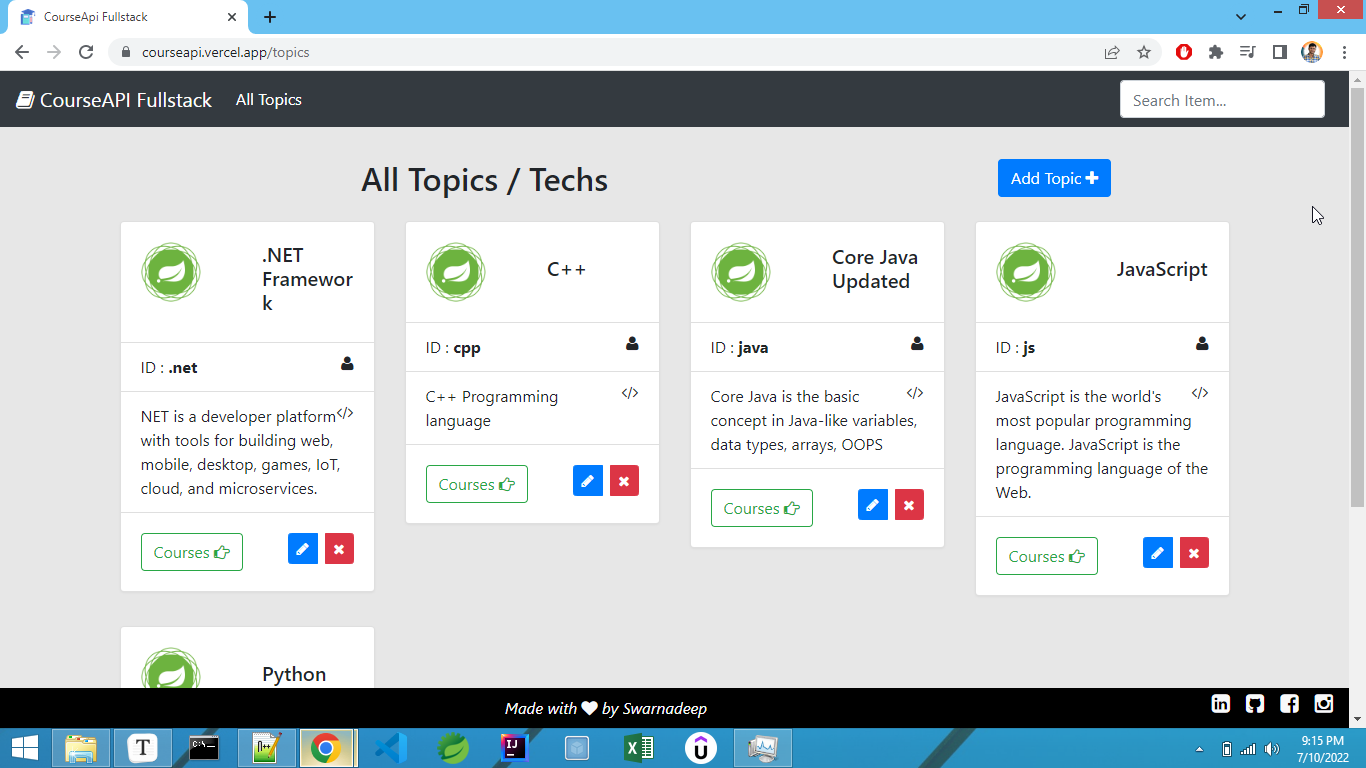 CourseApi Fullstack
courseapi.vercel.app/topics
CourseAPI Fullstack
All Topics
Search Item...
All Topics / Techs
Add Topic
.NET
Framewor
k
ID : .net
NET is a developer platform
with tools for building web,
mobile, desktop, games, IoT,
cloud, and microservices.
Courses
C++
ID : cpp
C++ Programming
language
Courses
Core Java
Updated
ID : java
Core Java is the basic
concept in Java-like variables,
data types, arrays, OOPS
Courses
JavaScript
ID : js
JavaScript is the world's
most popular programming
language. JavaScript is the
programming language of the
Web.
Courses
Python
Made with by Swarnadeep
9:15 PM
7/10/2022